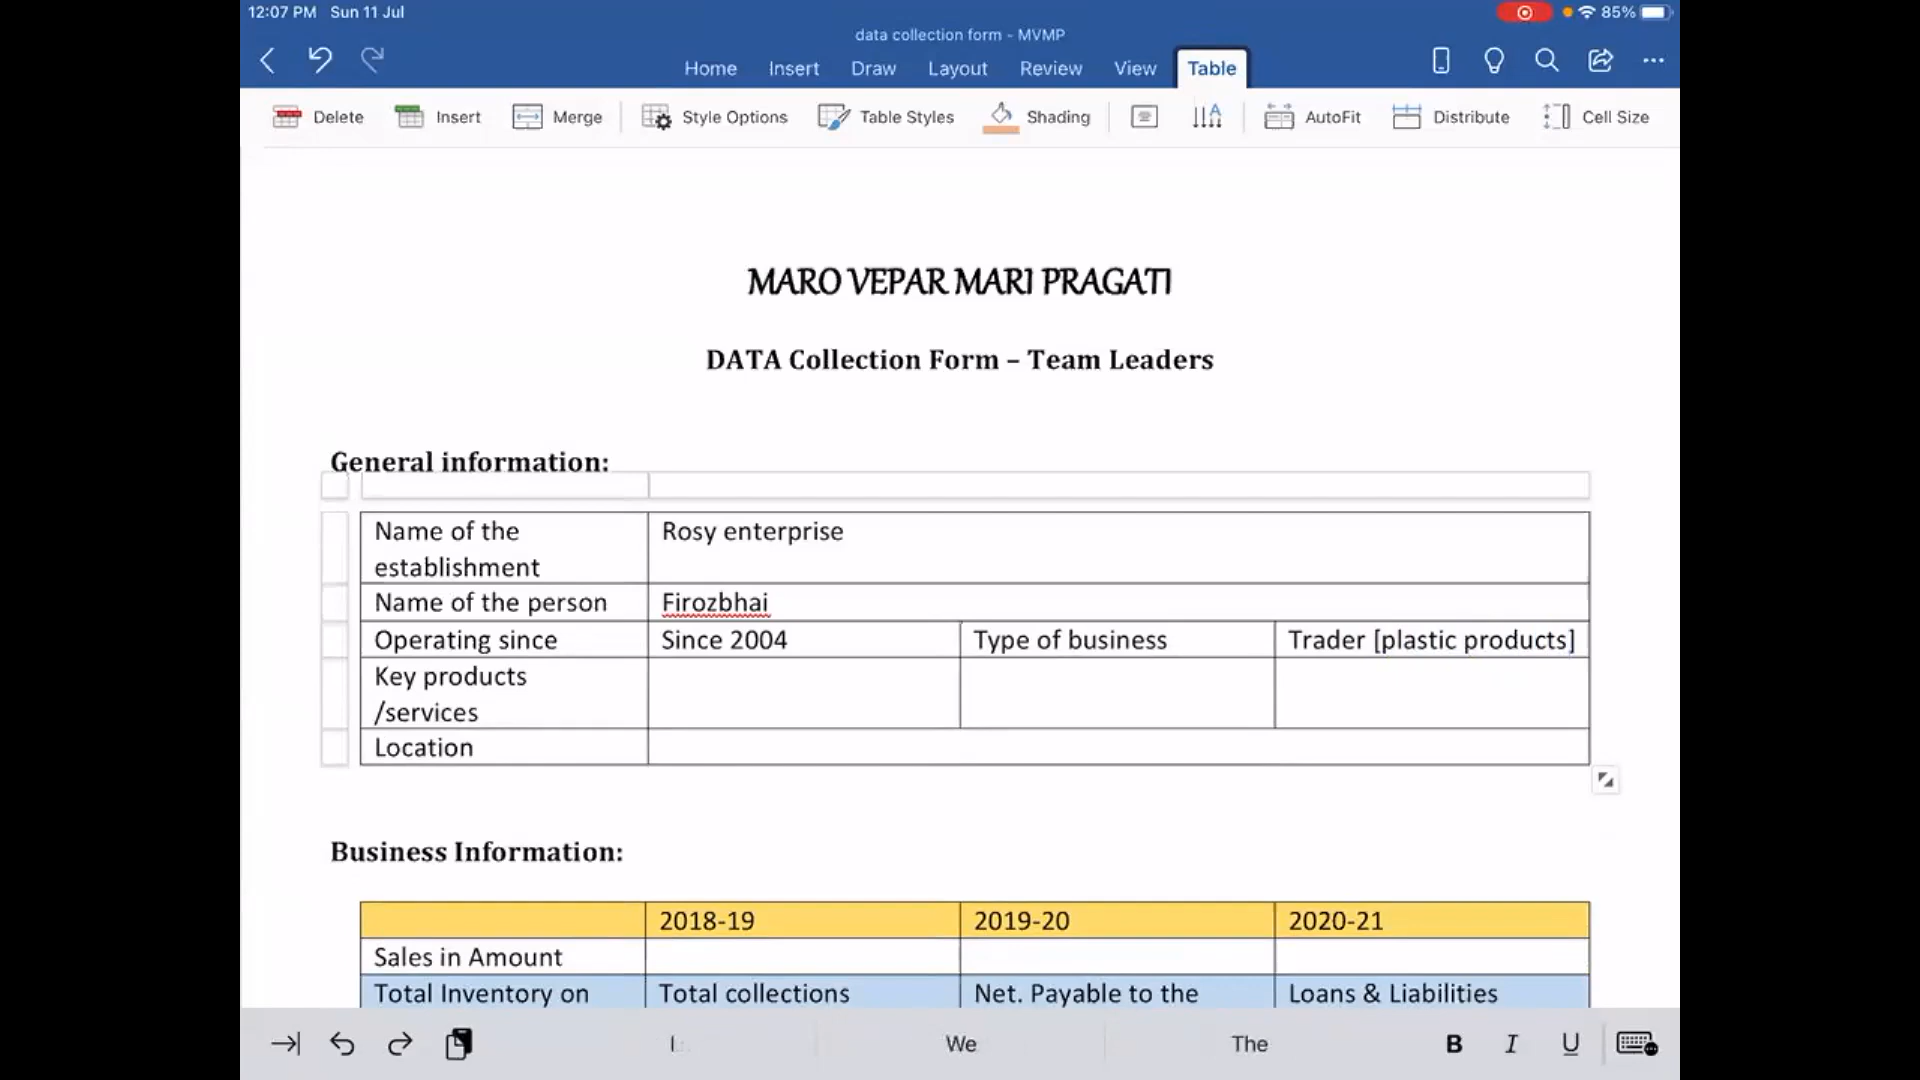 12:07 PM Sun 11 Jul
85%
data collection form - MVMP
Home Insert Draw Layout Review View Table
Delete Insert Merge Style Options Table Styles Shading AutoFit Distribute Cell Size
MARO VEPAR MARI PRAGATI
DATA Collection Form – Team Leaders
General information:
Name of the establishment
Rosy enterprise
Name of the person
Firozbhai
Operating since
Since 2004
Type of business
Trader [plastic products]
Key products /services
Location
Business Information:
2018-19 2019-20 2020-21
Sales in Amount
Total Inventory on
Total collections
Net. Payable to the
Loans & Liabilities
We The
B I U